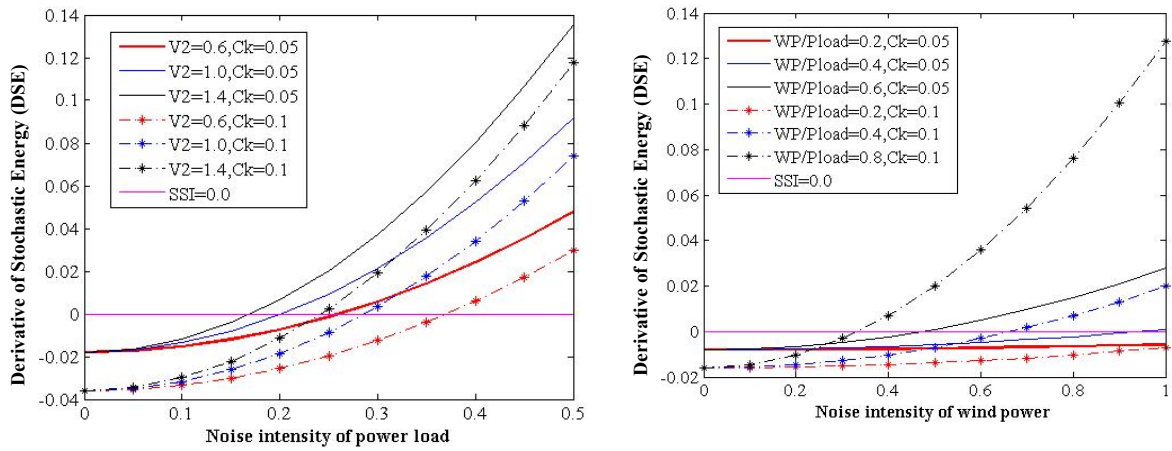 Derivative of Stochastic Energy (DSE)
0.14
0.12
0.1
0.08
0.06
0.04
0.02
0
-0.02
-0.04
V2=0.6,Ck=0.05
V2=1.0,Ck=0.05
V2=1.4,Ck=0.05
V2=0.6,Ck=0.1
V2=1.0,Ck=0.1
V2=1.4,Ck=0.1
SSI=0.0
0 0.1 0.2 0.3 0.4 0.5
Noise intensity of power load
Derivative of Stochastic Energy (DSE)
0.14
0.12
0.1
0.08
0.06
0.04
0.02
0
-0.02
WP/Pload=0.2,Ck=0.05
WP/Pload=0.4,Ck=0.05
WP/Pload=0.6,Ck=0.05
WP/Pload=0.2,Ck=0.1
WP/Pload=0.4,Ck=0.1
WP/Pload=0.8,Ck=0.1
SSI=0.0
0 0.2 0.4 0.6 0.8 1
Noise intensity of wind power